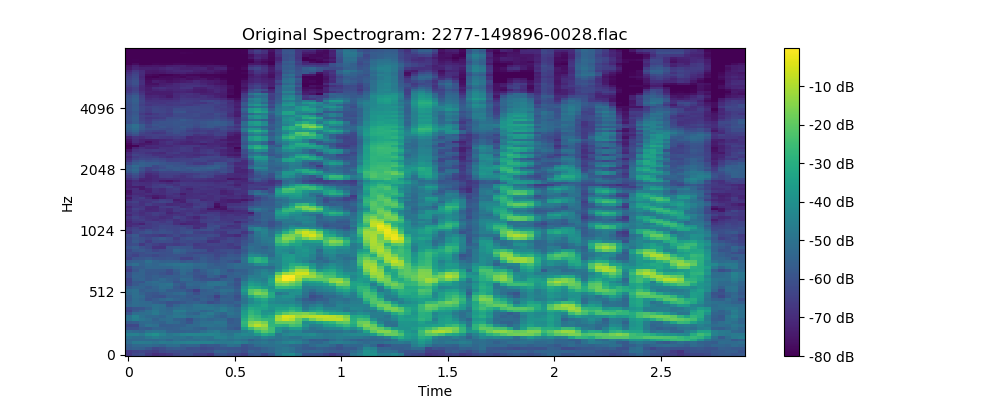 Original Spectrogram: 2277-149896-0028.flac
Hz
4096
2048
1024
512
0
0
0.5
1
1.5
2
2.5
Time
-10 dB
-20 dB
-30 dB
-40 dB
-50 dB
-60 dB
-70 dB
-80 dB